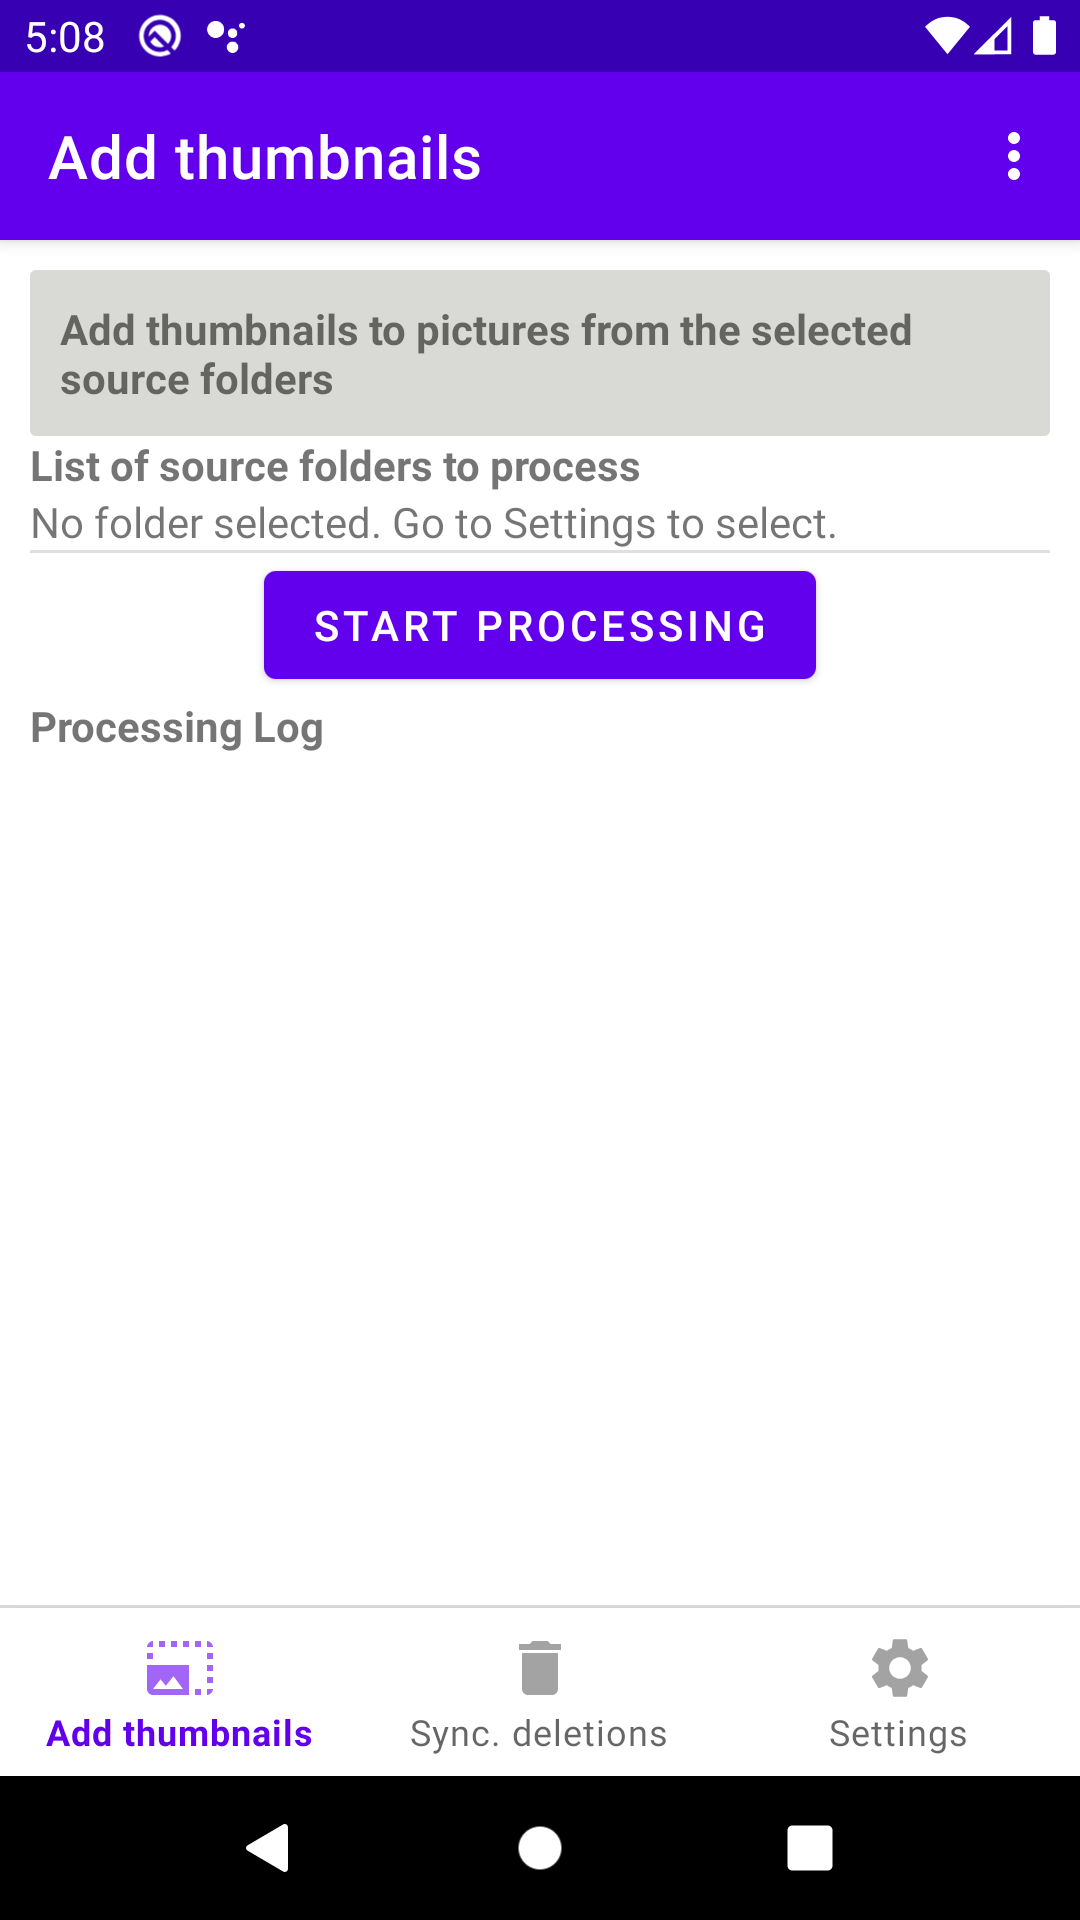 5:08
Add thumbnails
Add thumbnails to pictures from the selected
source folders
List of source folders to process
No folder selected. Go to Settings to select.
START PROCESSING
Processing Log
Add thumbnails
Sync. deletions
Settings